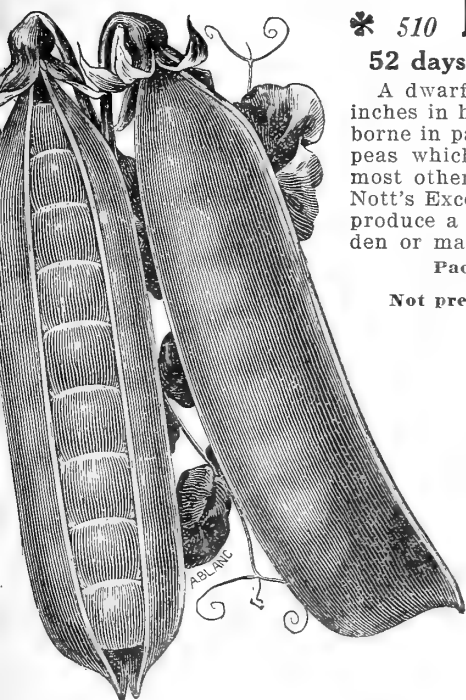 510
52 days
A dwarf
inches in h
borne in pa
peas which
most other
Nott's Exce
produce a
den or ma
Pac
Not pre
A.BLANC